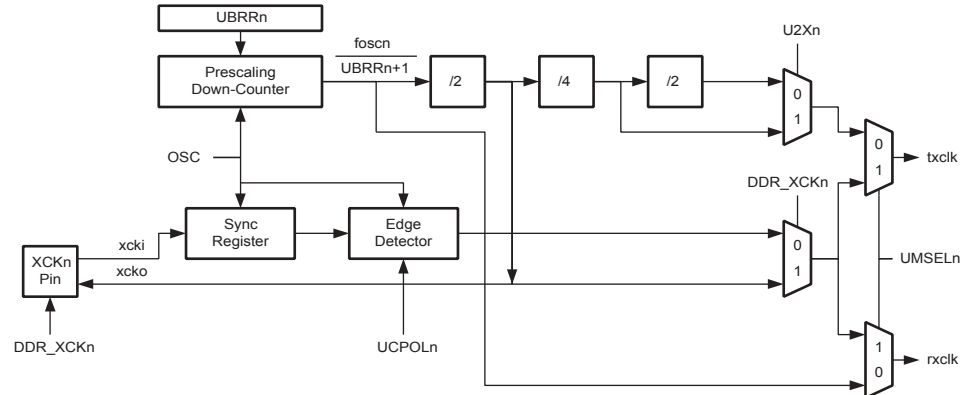 UBRRn
U2Xn
foscn
Prescaling
Down-Counter
UBRRn+1
/2
/4
/2
0
1
0
1
txclk
OSC
DDR_XCKn
Sync
Register
Edge
Detector
xcki
XCKn
Pin
xcko
0
1
UMSELn
DDR_XCKn
UCPOLn
1
0
rxclk